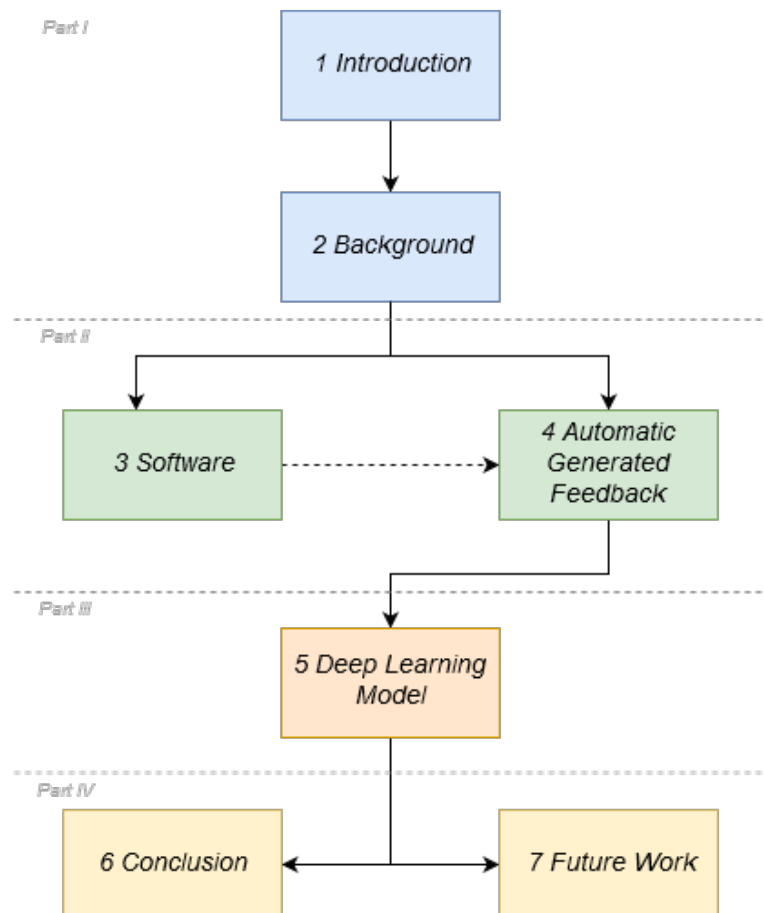 Part I
1 Introduction
2 Background
Part II
3 Software
4 Automatic
Generated
Feedback
Part III
5 Deep Learning
Model
Part IV
6 Conclusion
7 Future Work